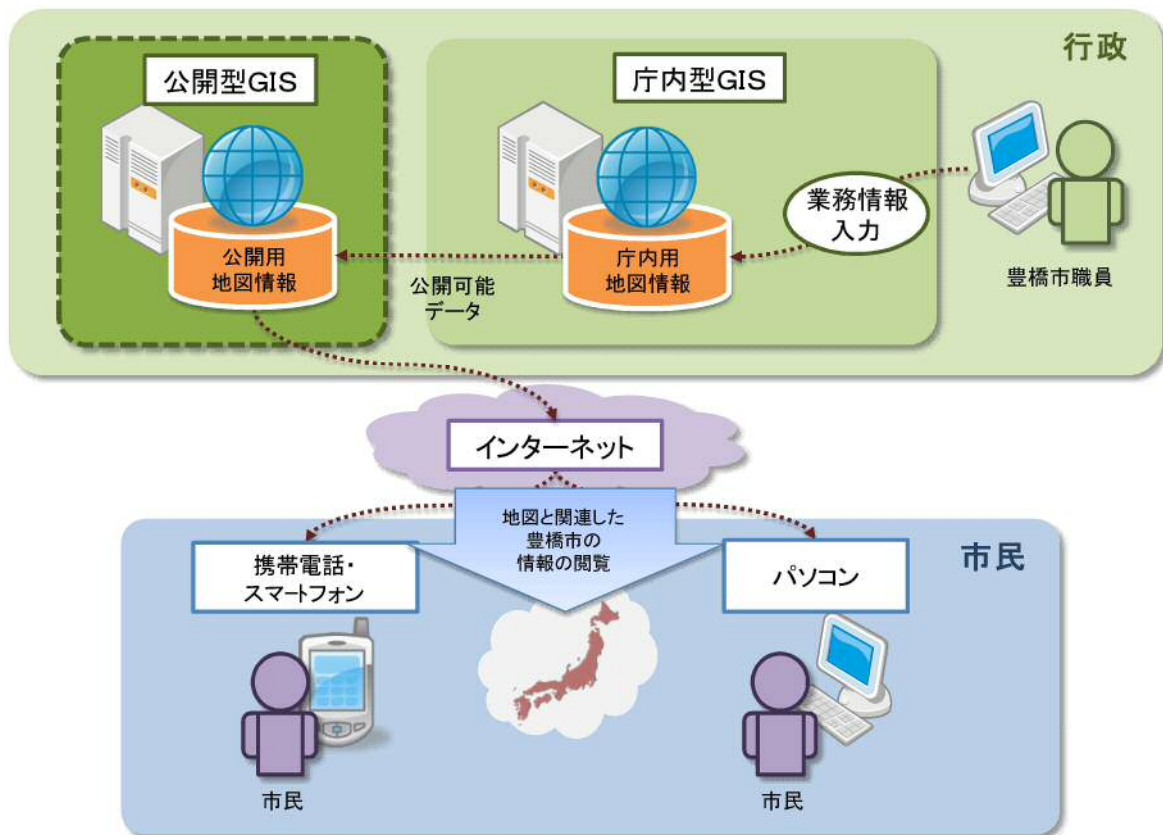 行政
公開型GIS
庁内型GIS
業務情報
入力
公開用
地図情報
庁内用
地図情報
公開可能
データ
豊橋市職員
インターネット
地図と関連した
豊橋市の
情報の閲覧
市民
携帯電話・
スマートフォン
パソコン
市民
市民